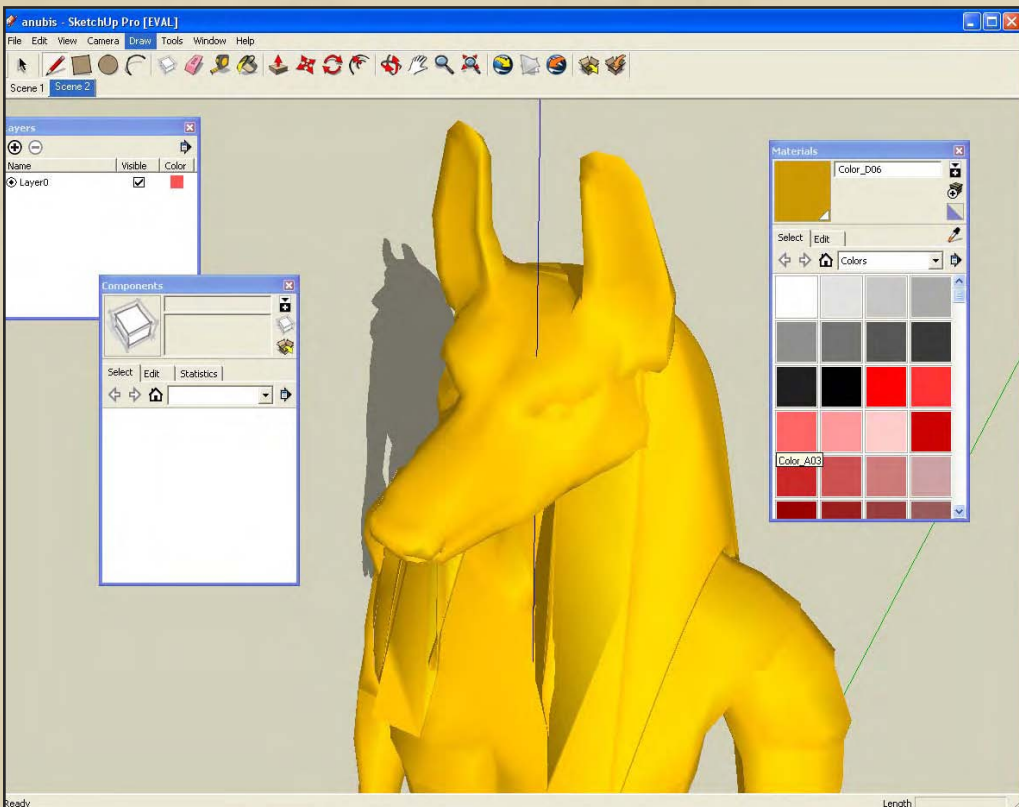 anubis - SketchUp Pro [EVAL]
File Edit View Camera Draw Tools Window Help
Scene 1 Scene 2
ayers
Name Visible Color
Layer0
Components
Select Edit Statistics
Materials
Color_D06
Select Edit
Colors
Color_A03
Ready
Length